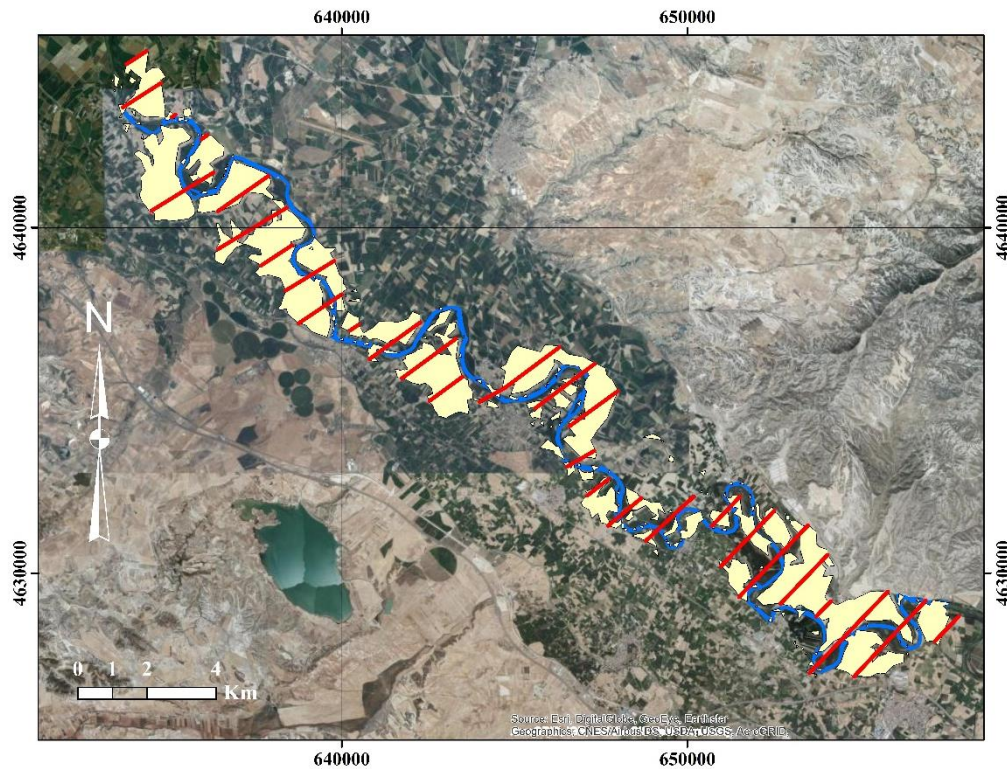 640000 650000
4640000 4640000
N
4630000 4630000
0 1 2 4
Km
Source: Esri, DigitalGlobe, GeoEye, Earthstar
Geographics, CNES/Airbus DS, USDA, USGS, AeroGRID,
640000 650000